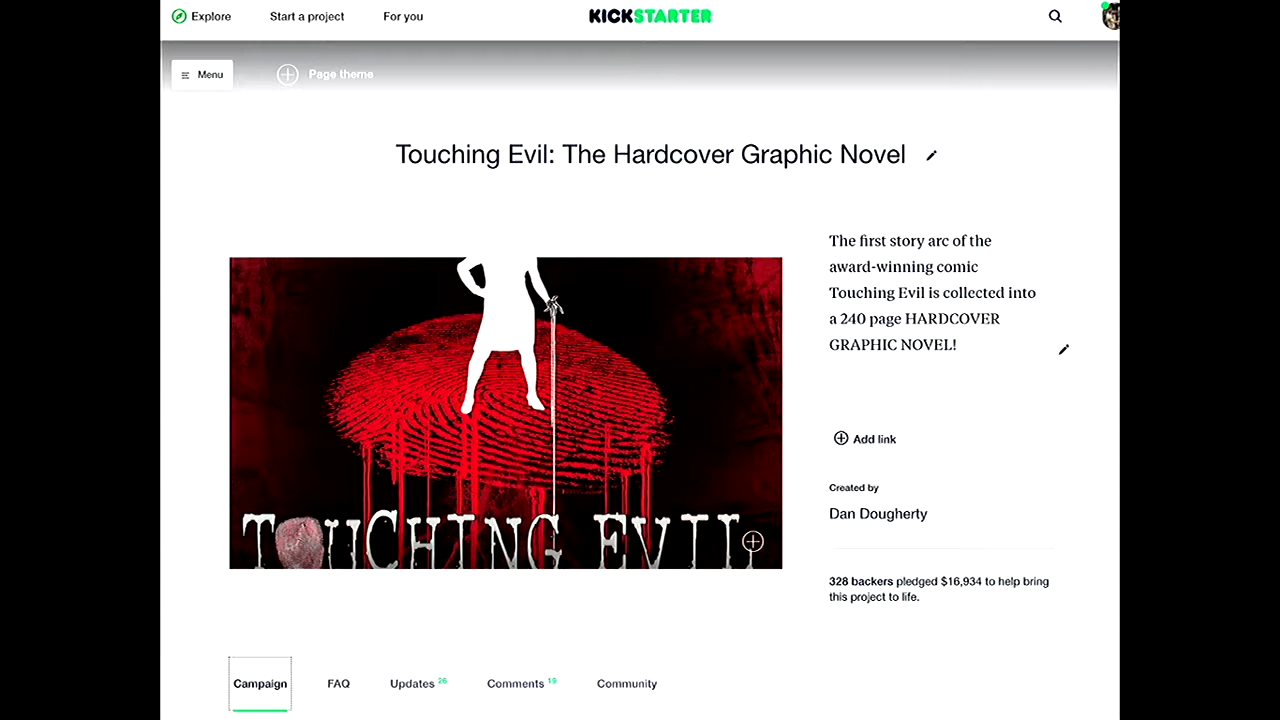 Explore Start a project For you KICKSTARTER
Menu Page theme
Touching Evil: The Hardcover Graphic Novel
The first story arc of the
award-winning comic
Touching Evil is collected into
a 240 page HARDCOVER
GRAPHIC NOVEL!
Add link
Created by
Dan Dougherty
TOUCHING EVIL
328 backers pledged $16,934 to help bring
this project to life.
Campaign FAQ Updates 26 Comments 19 Community